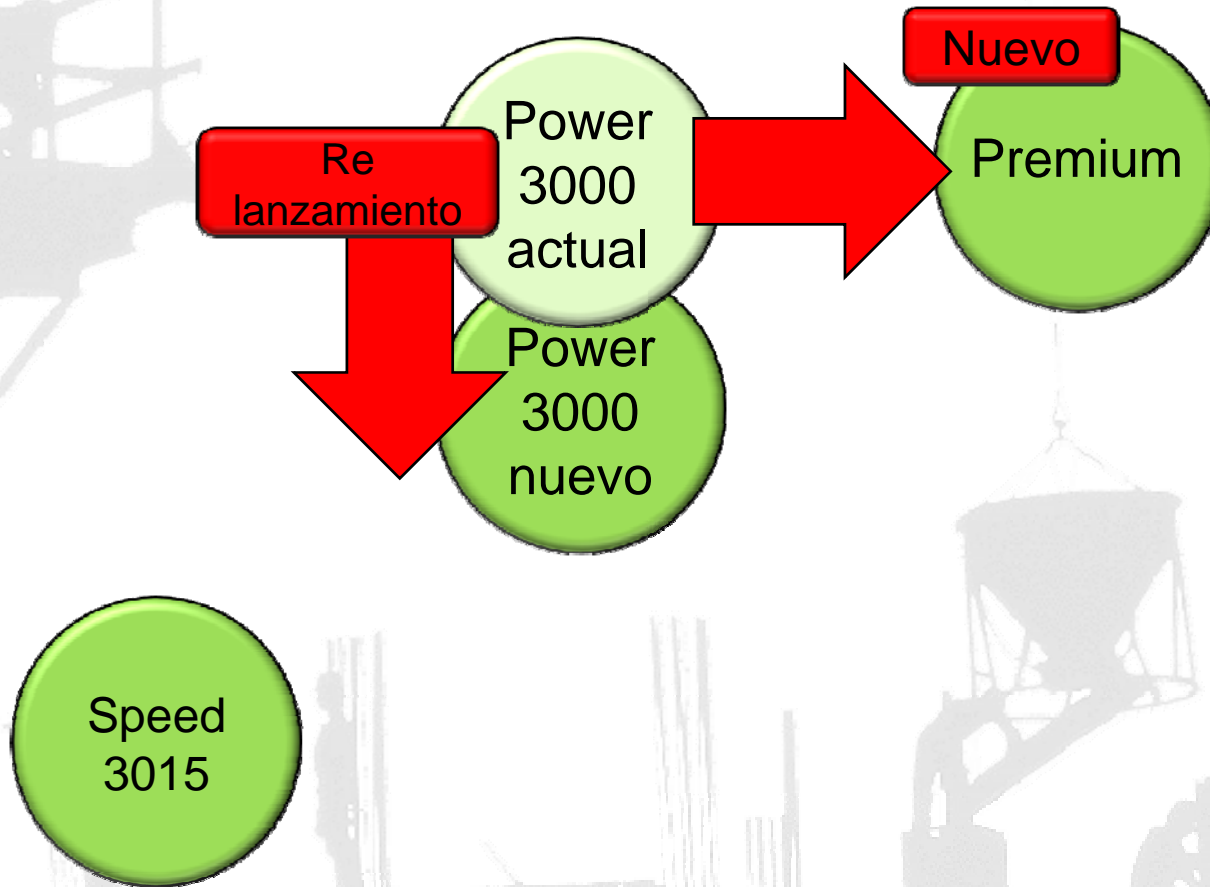 Nuevo
Premium
Power
3000
actual
Re
lanzamiento
Power
3000
nuevo
Speed
3015